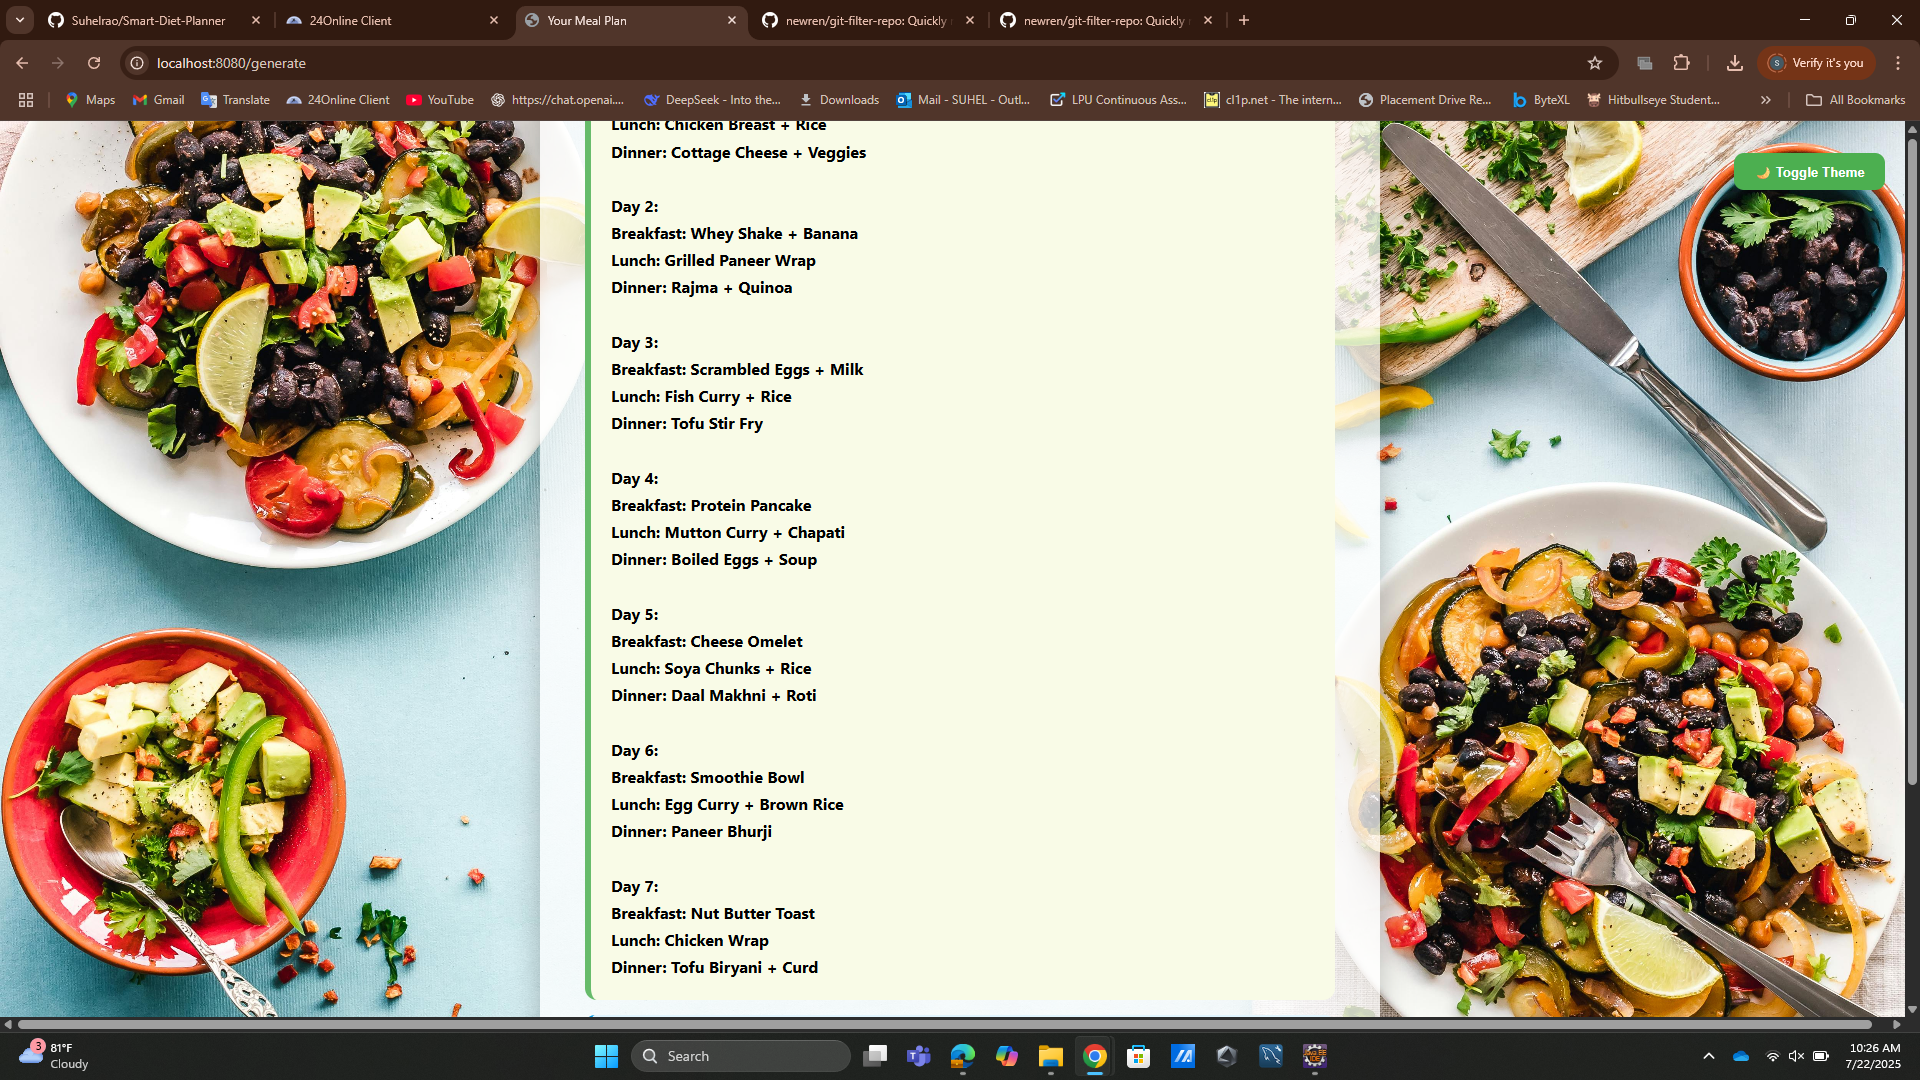 Suhelrao/Smart-Diet-Planner
24Online Client
Your Meal Plan
newren/git-filter-repo: Quickly
newren/git-filter-repo: Quickly
localhost:8080/generate
Verify it's you
Maps
Gmail
Translate
24Online Client
YouTube
https://chat.openai....
DeepSeek - Into the...
Downloads
Mail - SUHEL - Outl...
LPU Continuous Ass...
cl1p.net - The intern...
Placement Drive Re...
ByteXL
Hitbullseye Student...
All Bookmarks
Toggle Theme
Lunch: Chicken Breast + Rice
Dinner: Cottage Cheese + Veggies
Day 2:
Breakfast: Whey Shake + Banana
Lunch: Grilled Paneer Wrap
Dinner: Rajma + Quinoa
Day 3:
Breakfast: Scrambled Eggs + Milk
Lunch: Fish Curry + Rice
Dinner: Tofu Stir Fry
Day 4:
Breakfast: Protein Pancake
Lunch: Mutton Curry + Chapati
Dinner: Boiled Eggs + Soup
Day 5:
Breakfast: Cheese Omelet
Lunch: Soya Chunks + Rice
Dinner: Daal Makhni + Roti
Day 6:
Breakfast: Smoothie Bowl
Lunch: Egg Curry + Brown Rice
Dinner: Paneer Bhurji
Day 7:
Breakfast: Nut Butter Toast
Lunch: Chicken Wrap
Dinner: Tofu Biryani + Curd
3
81°F
Cloudy
Search
10:26 AM
7/22/2025